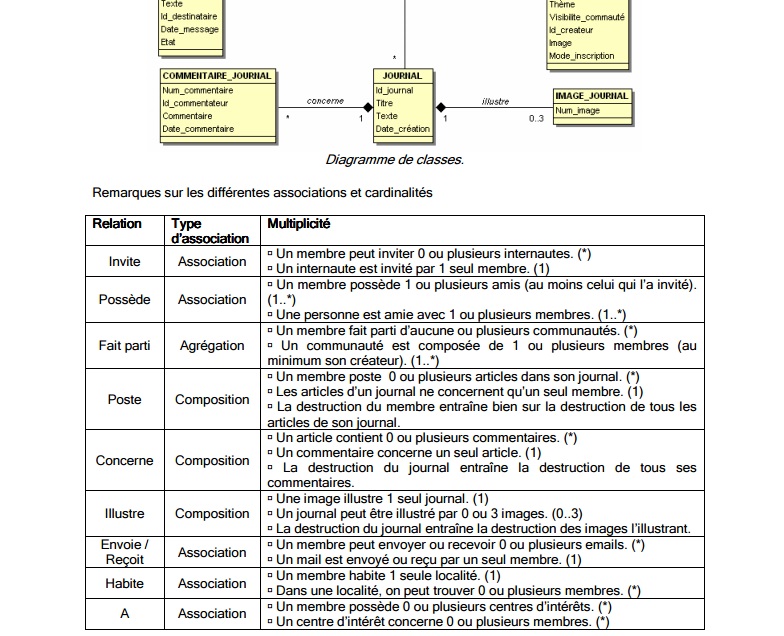 Texte
Id_destinataire
Date_message
Etat
Thème
Visibilite_commauté
Id_createur
Image
Mode_inscription
*
COMMENTAIRE_JOURNAL
Num_commentaire
Id_commentateur
Commentaire
Date_commentaire
concerne
*
1
JOURNAL
Id_journal
Titre
Texte
Date_création
illustre
1
0..3
IMAGE_JOURNAL
Num_image
Diagramme de classes.
Remarques sur les différentes associations et cardinalités
Relation
Type
d'association
Multiplicité
Invite
Association
▫ Un membre peut inviter 0 ou plusieurs internautes. (*)
▫ Un internaute est invité par 1 seul membre. (1)
Possède
Association
▫ Un membre possède 1 ou plusieurs amis (au moins celui qui l'a invité).
(1..*)
▫ Une personne est amie avec 1 ou plusieurs membres. (1..*)
Fait parti
Agrégation
▫ Un membre fait parti d'aucune ou plusieurs communautés. (*)
▫ Un communauté est composée de 1 ou plusieurs membres (au
minimum son créateur). (1..*)
Poste
Composition
▫ Un membre poste 0 ou plusieurs articles dans son journal. (*)
▫ Les articles d'un journal ne concernent qu'un seul membre. (1)
▫ La destruction du membre entraîne bien sur la destruction de tous les
articles de son journal.
Concerne
Composition
▫ Un article contient 0 ou plusieurs commentaires. (*)
▫ Un commentaire concerne un seul article. (1)
▫ La destruction du journal entraîne la destruction de tous ses
commentaires.
Illustre
Composition
▫ Une image illustre 1 seul journal. (1)
▫ Un journal peut être illustré par 0 ou 3 images. (0..3)
▫ La destruction du journal entraîne la destruction des images l'illustrant.
Envoie /
Reçoit
Association
▫ Un membre peut envoyer ou recevoir 0 ou plusieurs emails. (*)
▫ Un mail est envoyé ou reçu par un seul membre. (1)
Habite
Association
▫ Un membre habite 1 seule localité. (1)
▫ Dans une localité, on peut trouver 0 ou plusieurs membres. (*)
A
Association
▫ Un membre possède 0 ou plusieurs centres d'intérêts. (*)
▫ Un centre d'intérêt concerne 0 ou plusieurs membres. (*)